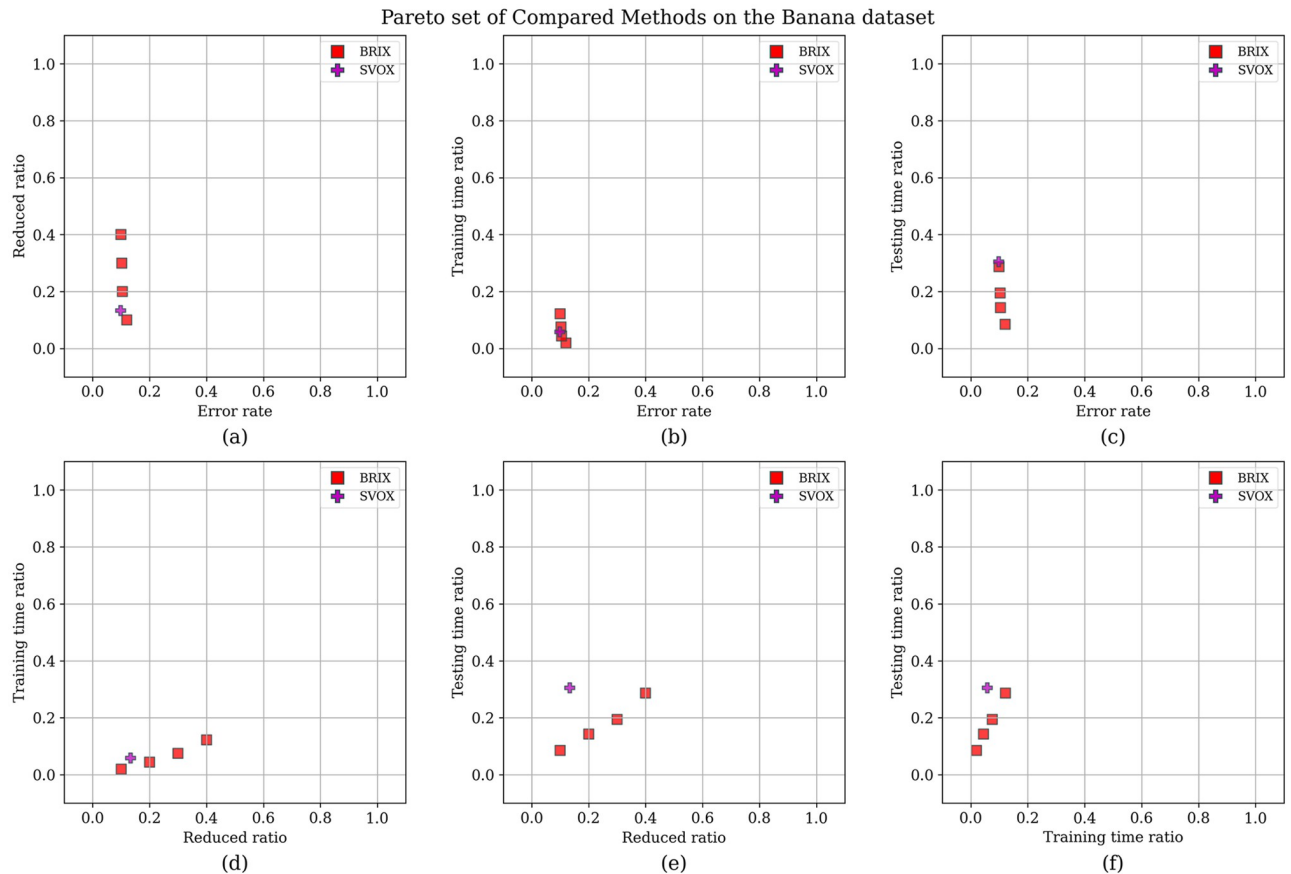 Pareto set of Compared Methods on the Banana dataset
BRIX
SVOX
1.0
0.8
0.6
0.4
0.2
0.0
Reduced ratio
0.0 0.2 0.4 0.6 0.8 1.0
Error rate
(a)
BRIX
SVOX
1.0
0.8
0.6
0.4
0.2
0.0
Training time ratio
0.0 0.2 0.4 0.6 0.8 1.0
Error rate
(b)
BRIX
SVOX
1.0
0.8
0.6
0.4
0.2
0.0
Testing time ratio
0.0 0.2 0.4 0.6 0.8 1.0
Error rate
(c)
BRIX
SVOX
1.0
0.8
0.6
0.4
0.2
0.0
Training time ratio
0.0 0.2 0.4 0.6 0.8 1.0
Reduced ratio
(d)
BRIX
SVOX
1.0
0.8
0.6
0.4
0.2
0.0
Testing time ratio
0.0 0.2 0.4 0.6 0.8 1.0
Reduced ratio
(e)
BRIX
SVOX
1.0
0.8
0.6
0.4
0.2
0.0
Testing time ratio
0.0 0.2 0.4 0.6 0.8 1.0
Training time ratio
(f)